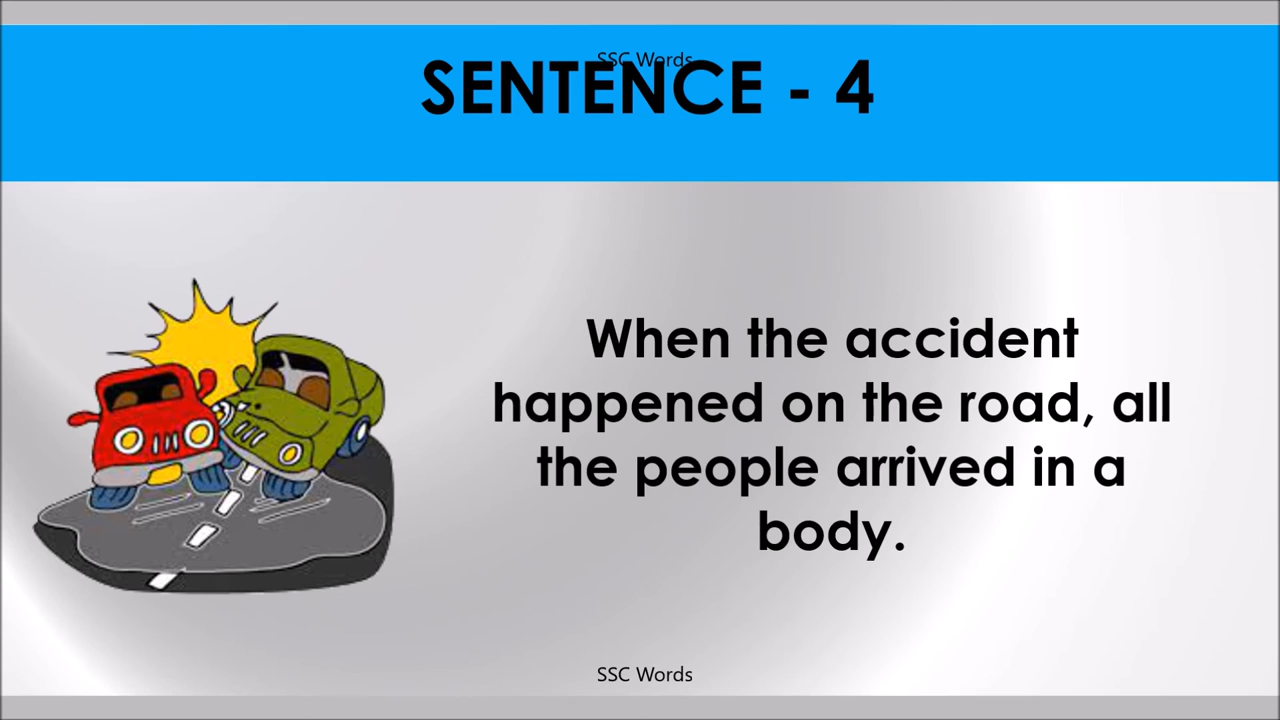 SSC Words
SENTENCE - 4
When the accident
happened on the road, all
the people arrived in a
body.
SSC Words